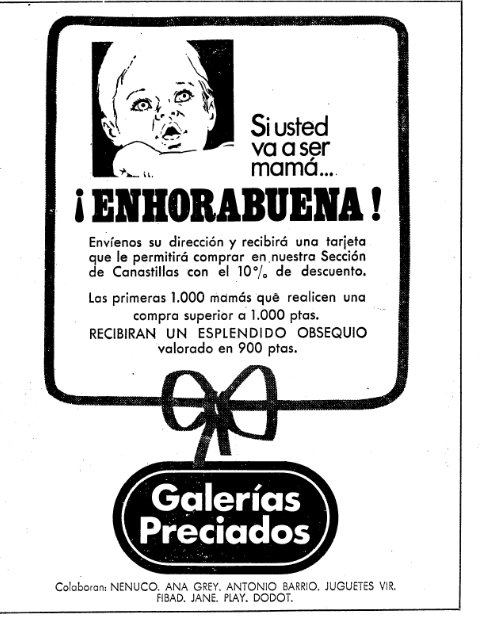 Si usted
va a ser
mamá...
¡ENHORABUENA!
Envíenos su dirección y recibirá una tarjeta
que le permitirá comprar en nuestra Sección
de Canastillas con el 10% de descuento.
Las primeras 1.000 mamás que realicen una
compra superior a 1.000 ptas.
RECIBIRAN UN ESPLENDIDO OBSEQUIO
valorado en 900 ptas.
Galerías
Preciados
Colaboran: NENUCO. ANA GREY. ANTONIO BARRIO. JUGUETES VIR.
FIBAD. JANE. PLAY. DODOT.